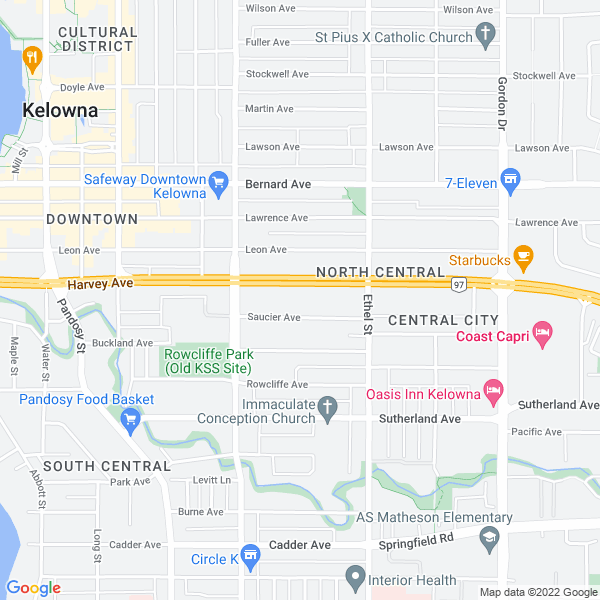 Wilson Ave
Wilson Ave
CULTURAL
DISTRICT
St Pius X Catholic Church
Fuller Ave
Stockwell Ave
Stockwell Ave
Doyle Ave
Gordon Dr
Kelowna
Martin Ave
Mill St
Lawson Ave
Lawson Ave
Lawson Ave
Safeway Downtown
Kelowna
Bernard Ave
7-Eleven
DOWNTOWN
Lawrence Ave
Lawrence Ave
Leon Ave
Leon Ave
Starbucks
NORTH CENTRAL
Harvey Ave
97
Pandosy St
Ethel St
Saucier Ave
CENTRAL CITY
Coast Capri
Buckland Ave
Maple St
Water St
Rowcliffe Park
(Old KSS Site)
Rowcliffe Ave
Oasis Inn Kelowna
Pandosy Food Basket
Immaculate
Conception Church
Sutherland Ave
Sutherland Ave
Pacific Ave
SOUTH CENTRAL
Abbott St
Park Ave
Levitt Ln
Burne Ave
AS Matheson Elementary
Long St
Cadder Ave
Cadder Ave
Springfield Rd
Circle K
Interior Health
Google
Map data ©2022 Google